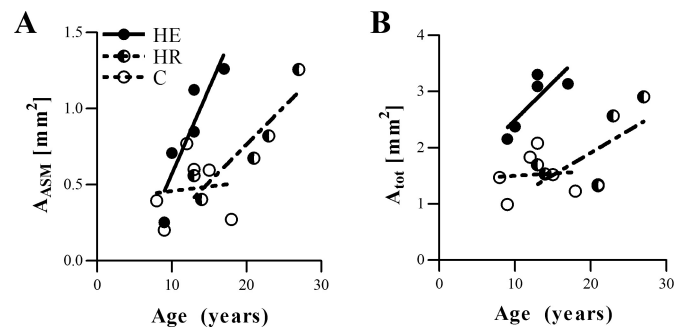 A
HE
HR
C
1.5
1.0
0.5
0.0
A_ASM [mm²]
0 10 20 30
Age (years)
B
4
3
2
1
0
A_tot [mm²]
0 10 20 30
Age (years)